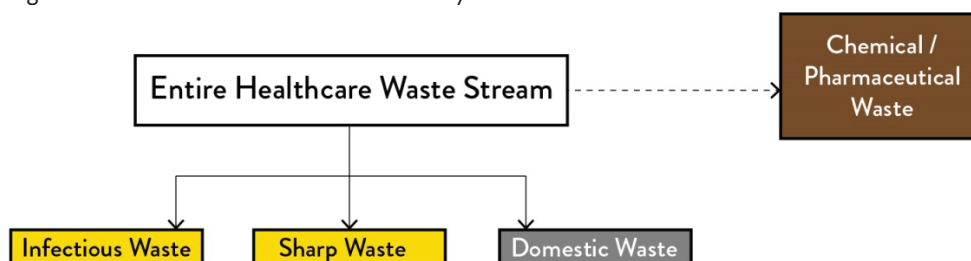 Entire Healthcare Waste Stream
Chemical /
Pharmaceutical
Waste
Infectious Waste
Sharp Waste
Domestic Waste